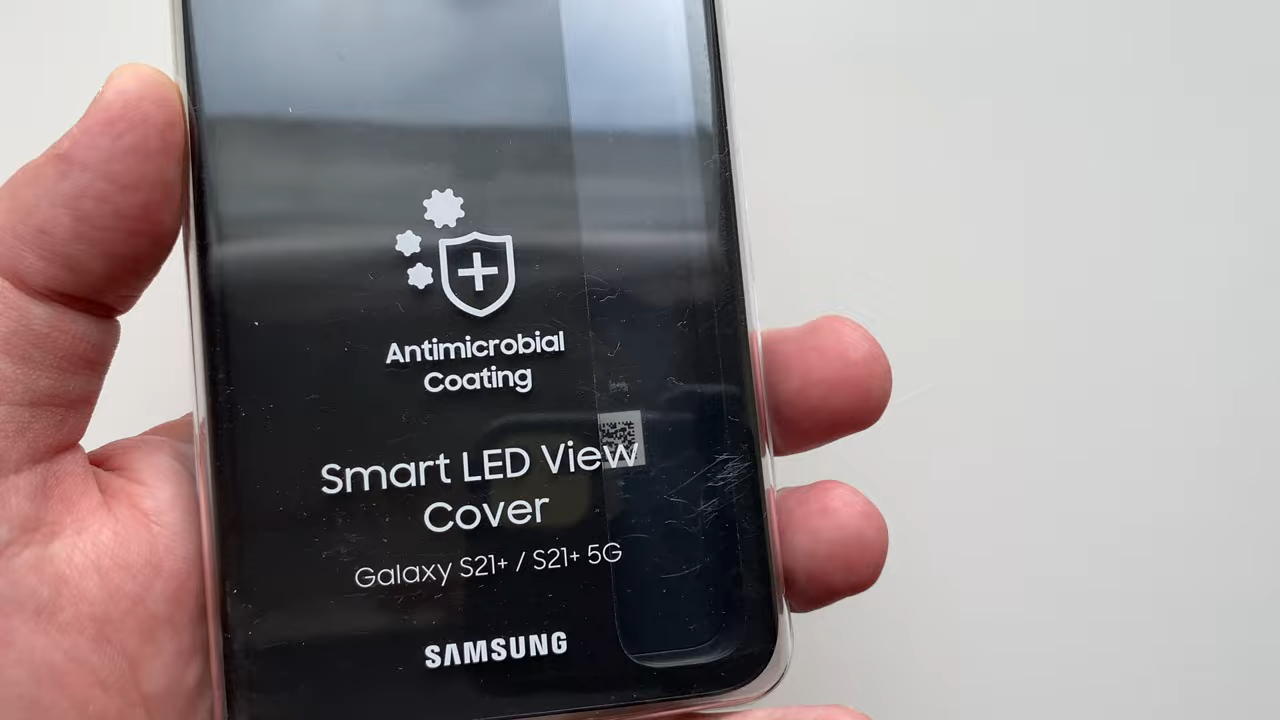 Antimicrobial
Coating
Smart LED View
Cover
Galaxy S21+ / S21+ 5G
SAMSUNG